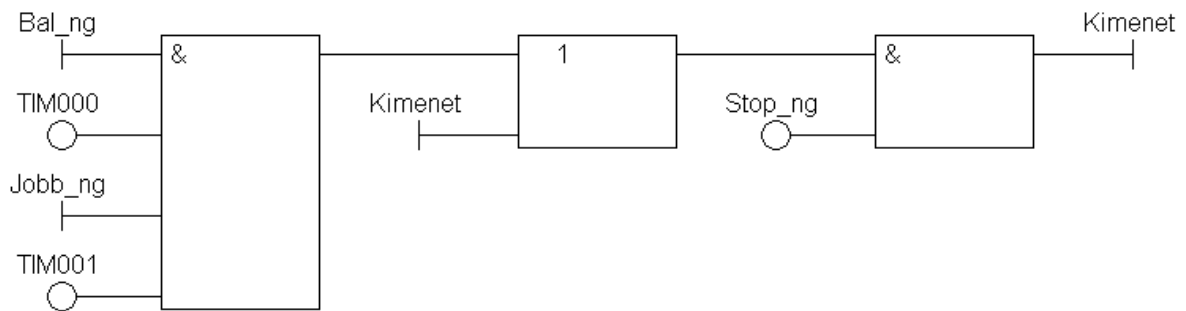 Bal_ng
Kimenet
&
1
&
TIM000
Kimenet
Stop_ng
Jobb_ng
TIM001